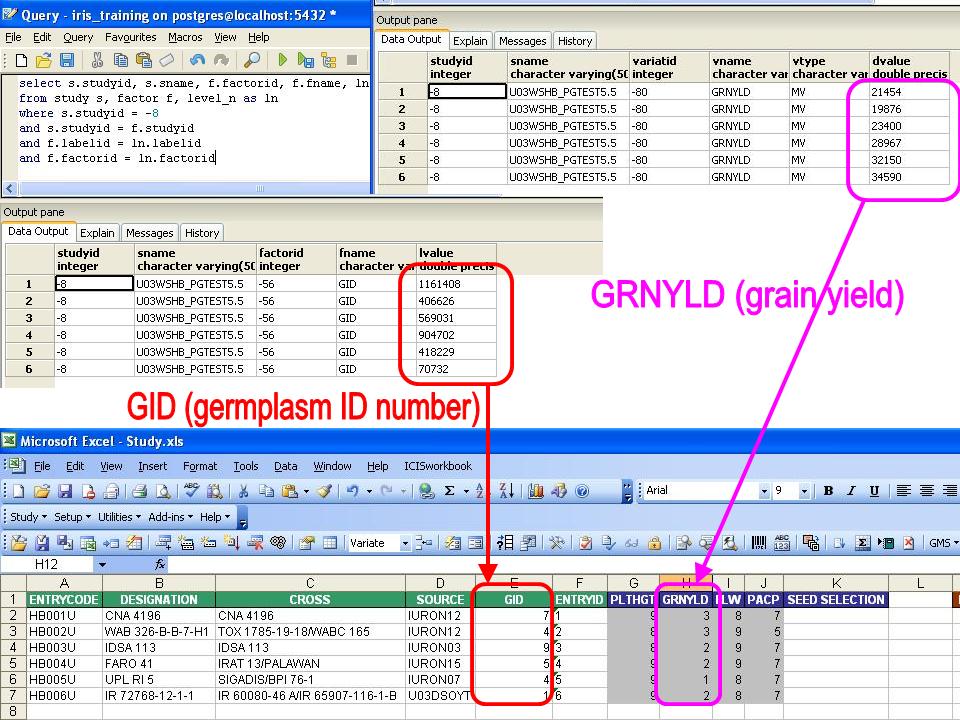 Query - iris_training on postgres@localhost:5432 *
File Edit Query Favourites Macros View Help
select s.studyid, s.sname, f.factorid, f.fname, ln
from study s, factor f, level_n as ln
where s.studyid = -8
and s.studyid = f.studyid
and f.labelid = ln.labelid
and f.factorid = ln.factorid
Output pane
Data Output Explain Messages History
studyid sname variatid vname vtype dvalue
integer character varying(50 integer character var character var double precis
1 -8 U03WSHB_PGTEST5.5 -80 GRNYLD MV 21454
2 -8 U03WSHB_PGTEST5.5 -80 GRNYLD MV 19876
3 -8 U03WSHB_PGTEST5.5 -80 GRNYLD MV 23400
4 -8 U03WSHB_PGTEST5.5 -80 GRNYLD MV 28967
5 -8 U03WSHB_PGTEST5.5 -80 GRNYLD MV 32150
6 -8 U03WSHB_PGTEST5.5 -80 GRNYLD MV 34590
Output pane
Data Output Explain Messages History
studyid sname factorid fname lvalue
integer character varying(50 integer character var double precis
1 -8 U03WSHB_PGTEST5.5 -56 GID 1161408
2 -8 U03WSHB_PGTEST5.5 -56 GID 406626
3 -8 U03WSHB_PGTEST5.5 -56 GID 569031
4 -8 U03WSHB_PGTEST5.5 -56 GID 904702
5 -8 U03WSHB_PGTEST5.5 -56 GID 418229
6 -8 U03WSHB_PGTEST5.5 -56 GID 70732
GRNYLD (grain yield)
GID (germplasm ID number)
Microsoft Excel - Study.xls
File Edit View Insert Format Tools Data Window Help ICISworkbook
Arial 9 B I U
Study Setup Utilities Add-ins Help
Variate GMS
H12 fx
A B C D E F G H I J K L
1 ENTRYCODE DESIGNATION CROSS SOURCE GID ENTRYID PLTHGT GRNYLD FLW PACP SEED SELECTION
2 HB001U CNA 4196 CNA 4196 IURON12 7 1 9 3 8 7
3 HB002U WAB 326-B-B-7-H1 TOX 1785-19-18/WABC 165 IURON12 4 2 8 3 9 5
4 HB003U IDSA 113 IDSA 113 IURON03 9 3 8 2 9 7
5 HB004U FARO 41 IRAT 13/PALAWAN IURON15 5 4 9 2 9 7
6 HB005U UPL RI 5 SIGADIS/BPI 76-1 IURON07 4 5 9 1 8 7
7 HB006U IR 72768-12-1-1 IR 60080-46 A/IR 65907-116-1-B U03DSOYT 1 6 9 2 8 7
8